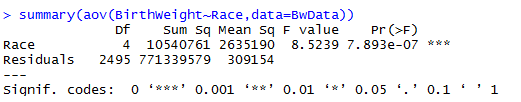 > summary(aov(BirthWeight~Race,data=BwData))
Df Sum Sq Mean Sq F value Pr(>F)
Race 4 10540761 2635190 8.5239 7.893e-07 ***
Residuals 2495 771339579 309154
---
Signif. codes: 0 ‘***’ 0.001 ‘**’ 0.01 ‘*’ 0.05 ‘.’ 0.1 ‘ ’ 1